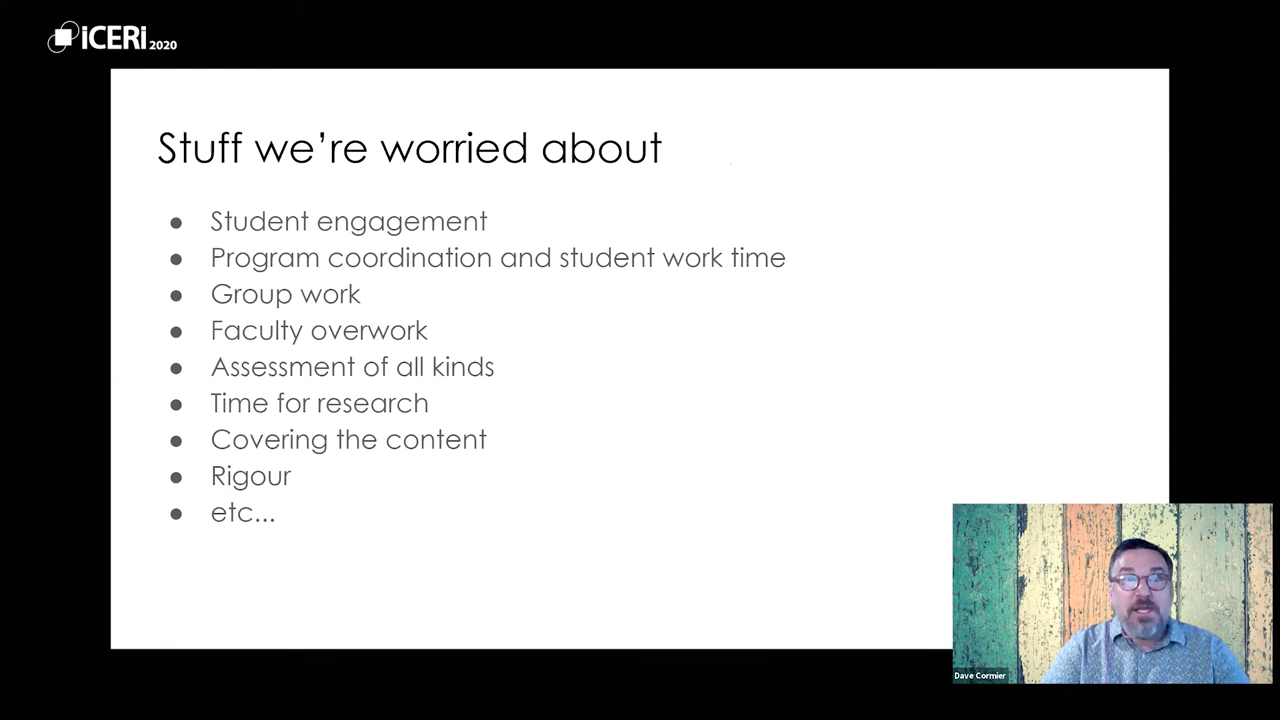 iCERi 2020
Stuff we’re worried about
● Student engagement
● Program coordination and student work time
● Group work
● Faculty overwork
● Assessment of all kinds
● Time for research
● Covering the content
● Rigour
● etc...
Dave Cormier